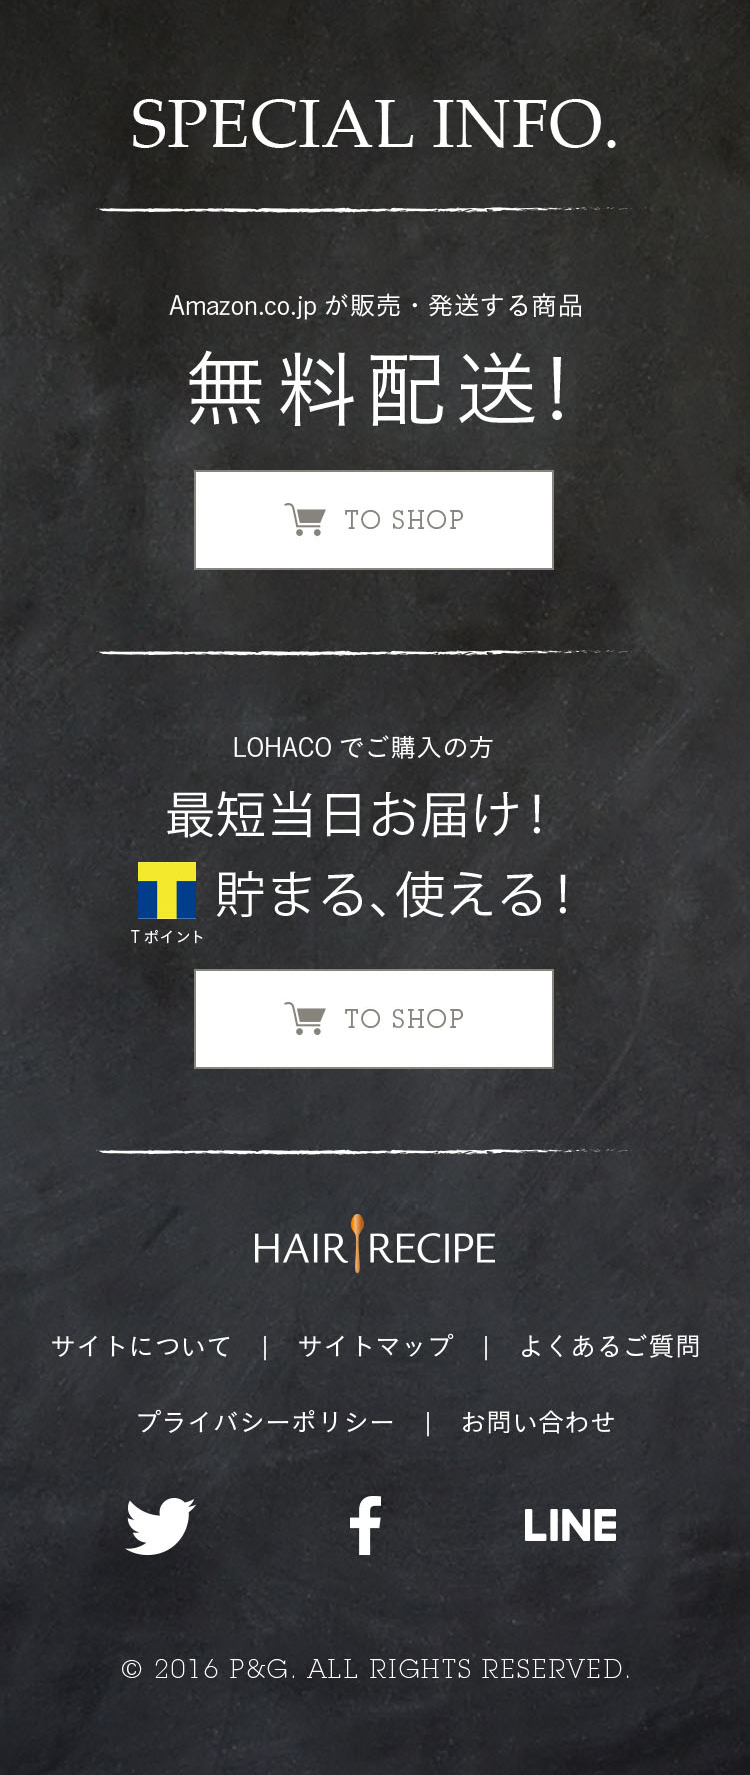 SPECIAL INFO.
Amazon.co.jp が販売・発送する商品
無料配送!
TO SHOP
LOHACO でご購入の方
最短当日お届け!
T 貯まる、使える!
Tポイント
TO SHOP
HAIR RECIPE
サイトについて | サイトマップ | よくあるご質問
プライバシーポリシー | お問い合わせ
LINE
© 2016 P&G. ALL RIGHTS RESERVED.